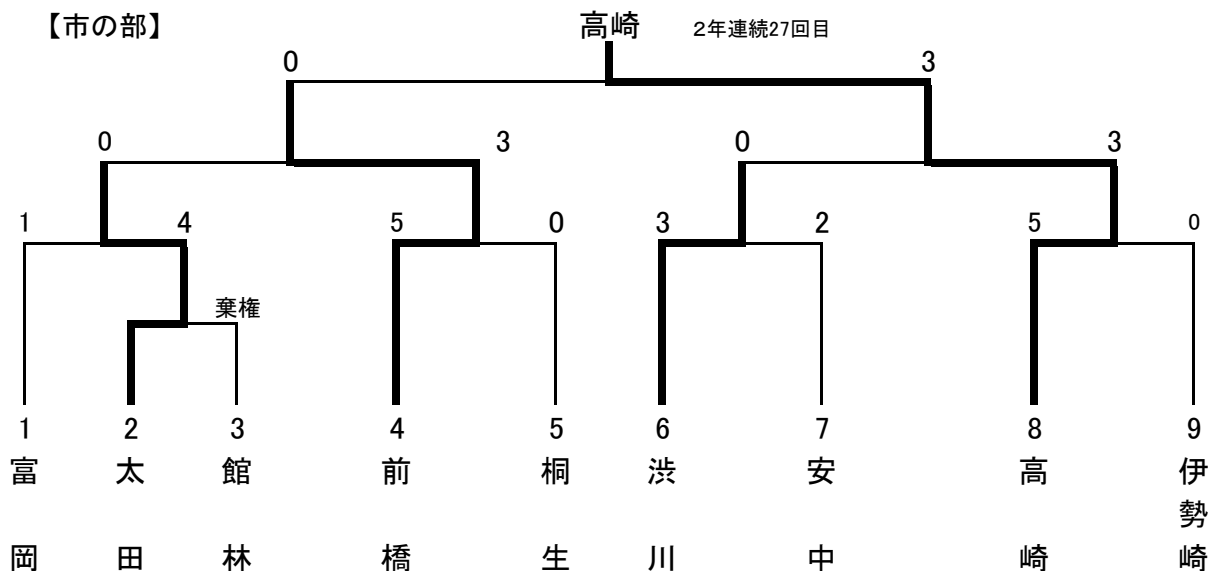 【市の部】 高崎 2年連続27回目
0 3
0 3 0 3
1 4 5 0 3 2 5 0
棄権
1 2 3 4 5 6 7 8 9
富岡 太田 館林 前橋 桐生 渋川 安中 高崎 伊勢崎